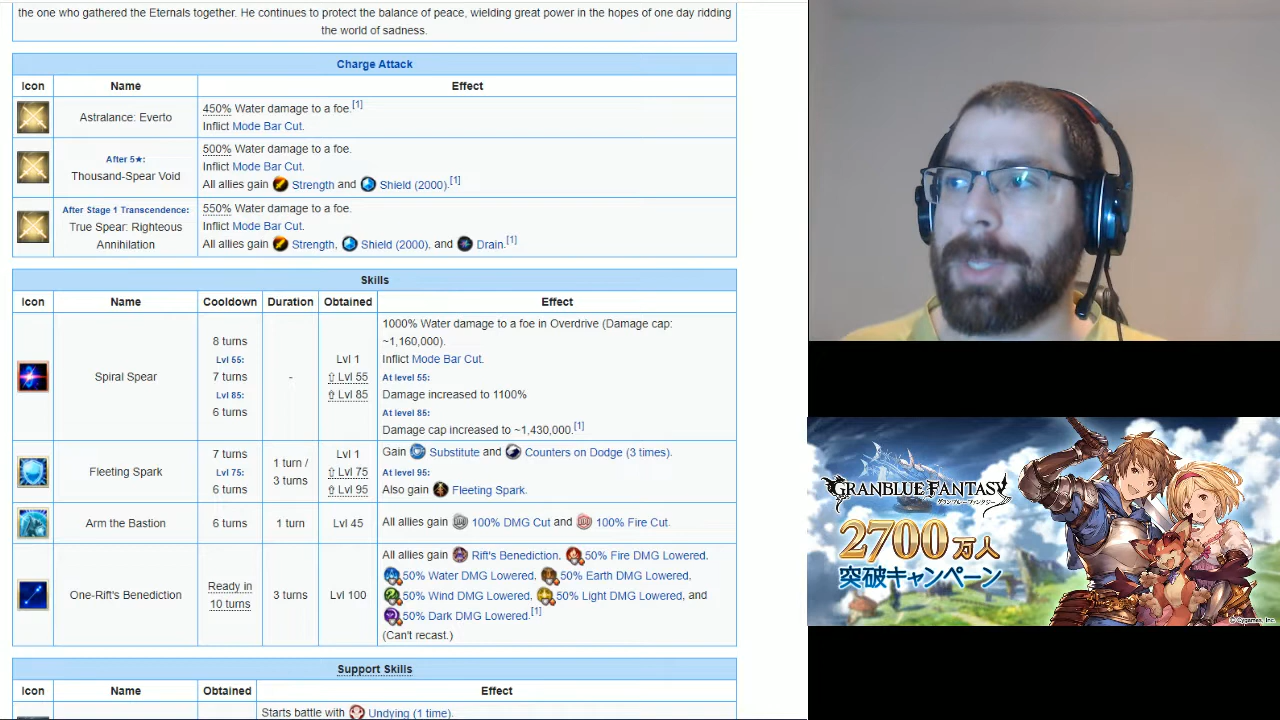 the one who gathered the Eternals together. He continues to protect the balance of peace, wielding great power in the hopes of one day ridding
the world of sadness.
Charge Attack
Icon Name Effect
Astralance: Everto
450% Water damage to a foe.[1]
Inflict Mode Bar Cut.
After 5★:
Thousand-Spear Void
500% Water damage to a foe.
Inflict Mode Bar Cut.
All allies gain Strength and Shield (2000).[1]
After Stage 1 Transcendence:
True Spear: Righteous
Annihilation
550% Water damage to a foe.
Inflict Mode Bar Cut.
All allies gain Strength, Shield (2000), and Drain.[1]
Skills
Icon Name Cooldown Duration Obtained Effect
Spiral Spear
8 turns
Lvl 55:
7 turns
Lvl 85:
6 turns
-
Lvl 1
⇧ Lvl 55
⇧ Lvl 85
1000% Water damage to a foe in Overdrive (Damage cap:
~1,160,000).
Inflict Mode Bar Cut.
At level 55:
Damage increased to 1100%
At level 85:
Damage cap increased to ~1,430,000.[1]
Fleeting Spark
7 turns
Lvl 75:
6 turns
1 turn /
3 turns
Lvl 1
⇧ Lvl 75
⇧ Lvl 95
Gain Substitute and Counters on Dodge (3 times).
At level 95:
Also gain Fleeting Spark.
Arm the Bastion 6 turns 1 turn Lvl 45 All allies gain 100% DMG Cut and 100% Fire Cut.
One-Rift's Benediction
Ready in
10 turns
3 turns
Lvl 100
All allies gain Rift's Benediction, 50% Fire DMG Lowered,
50% Water DMG Lowered, 50% Earth DMG Lowered,
50% Wind DMG Lowered, 50% Light DMG Lowered, and
50% Dark DMG Lowered.[1]
(Can't recast.)
Support Skills
Icon Name Obtained Effect
Starts battle with Undying (1 time).
GRANBLUE FANTASY
グランブルーファンタジー
2700万人
突破キャンペーン
© Cygames, Inc.